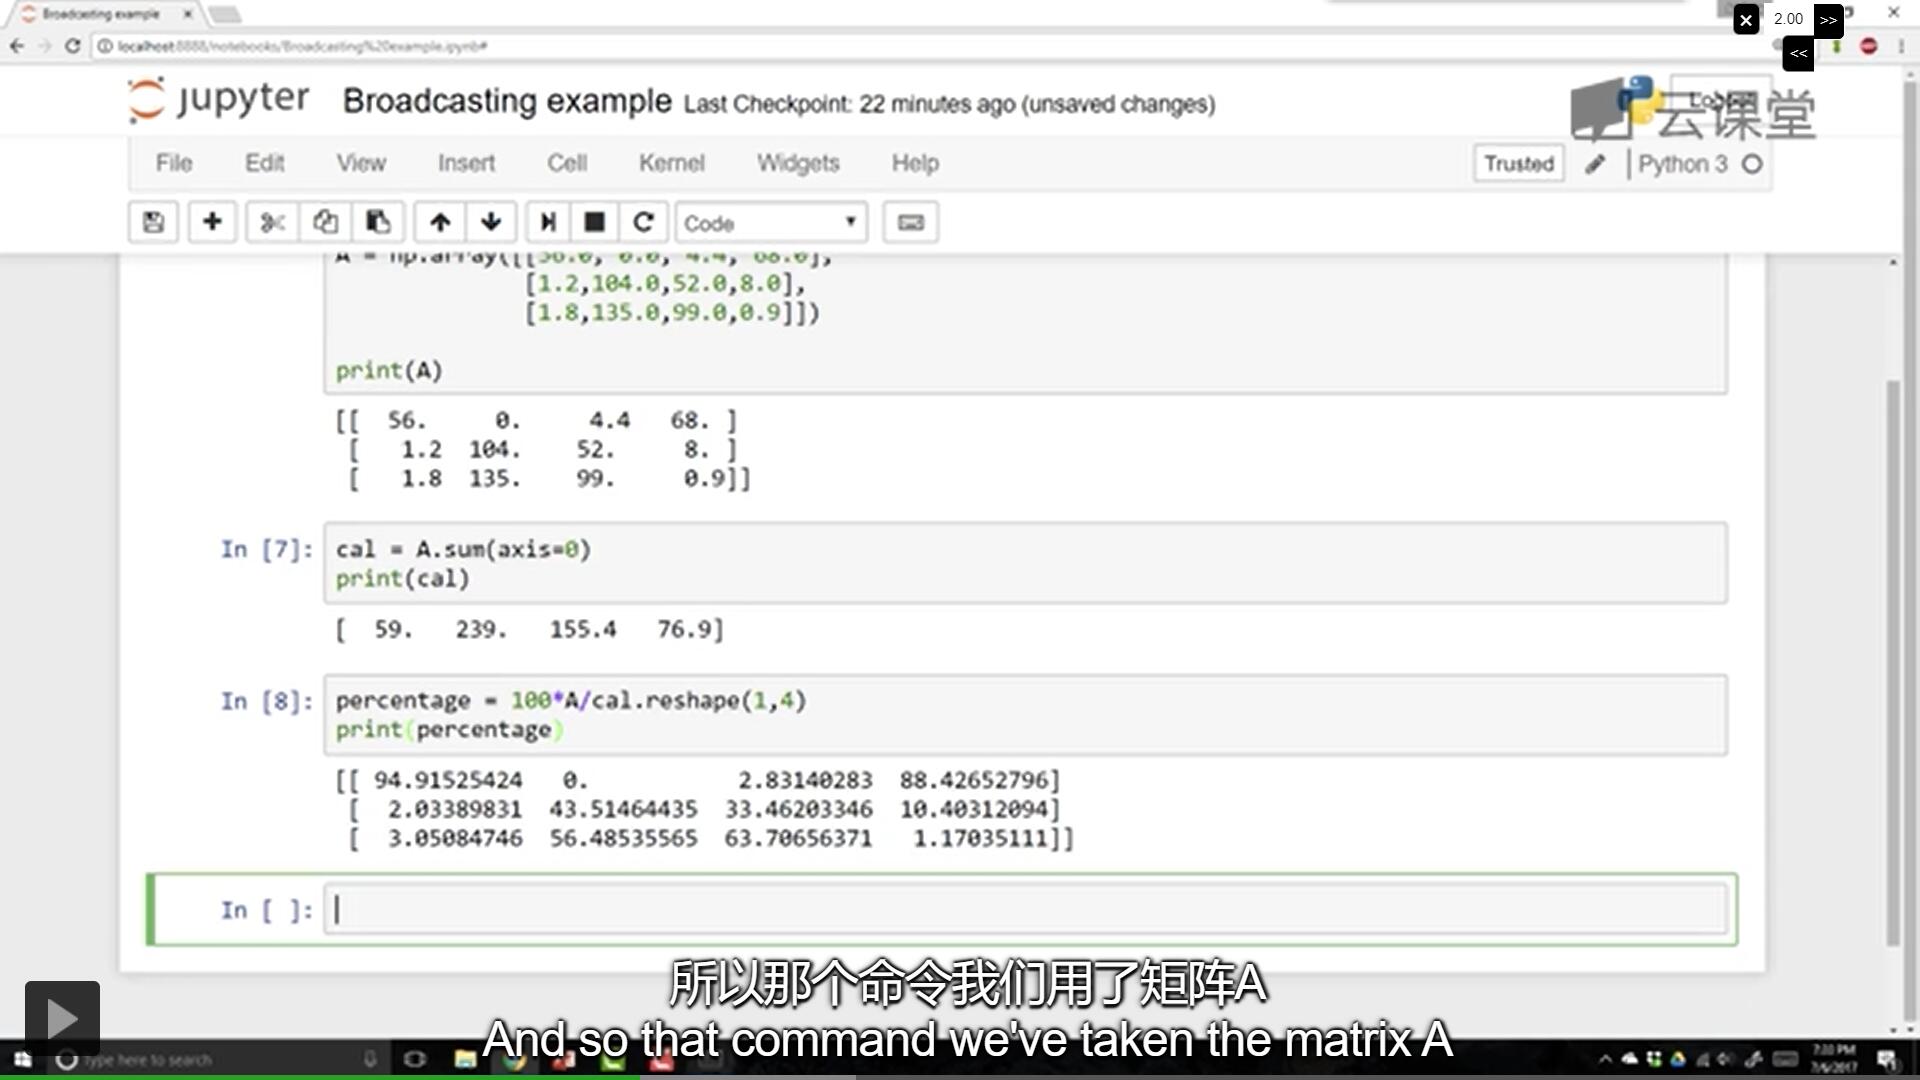 Broadcasting example
2.00 >>
<<
localhost:8888/notebooks/Broadcasting%20example.ipynb#
jupyter Broadcasting example Last Checkpoint: 22 minutes ago (unsaved changes)
云课堂
File Edit View Insert Cell Kernel Widgets Help Trusted Python 3
Code
A = np.array([[56.0, 0.0, 4.4, 68.0],
[1.2,104.0,52.0,8.0],
[1.8,135.0,99.0,0.9]])
print(A)
[[ 56. 0. 4.4 68. ]
[ 1.2 104. 52. 8. ]
[ 1.8 135. 99. 0.9]]
In [7]: cal = A.sum(axis=0)
print(cal)
[ 59. 239. 155.4 76.9]
In [8]: percentage = 100*A/cal.reshape(1,4)
print(percentage)
[[ 94.91525424 0. 2.83140283 88.42652796]
[ 2.03389831 43.51464435 33.46203346 10.40312094]
[ 3.05084746 56.48535565 63.70656371 1.17035111]]
In [ ]:
所以那个命令我们用了矩阵A
And so that command we've taken the matrix A
Type here to search
7:33 PM
7/6/2017